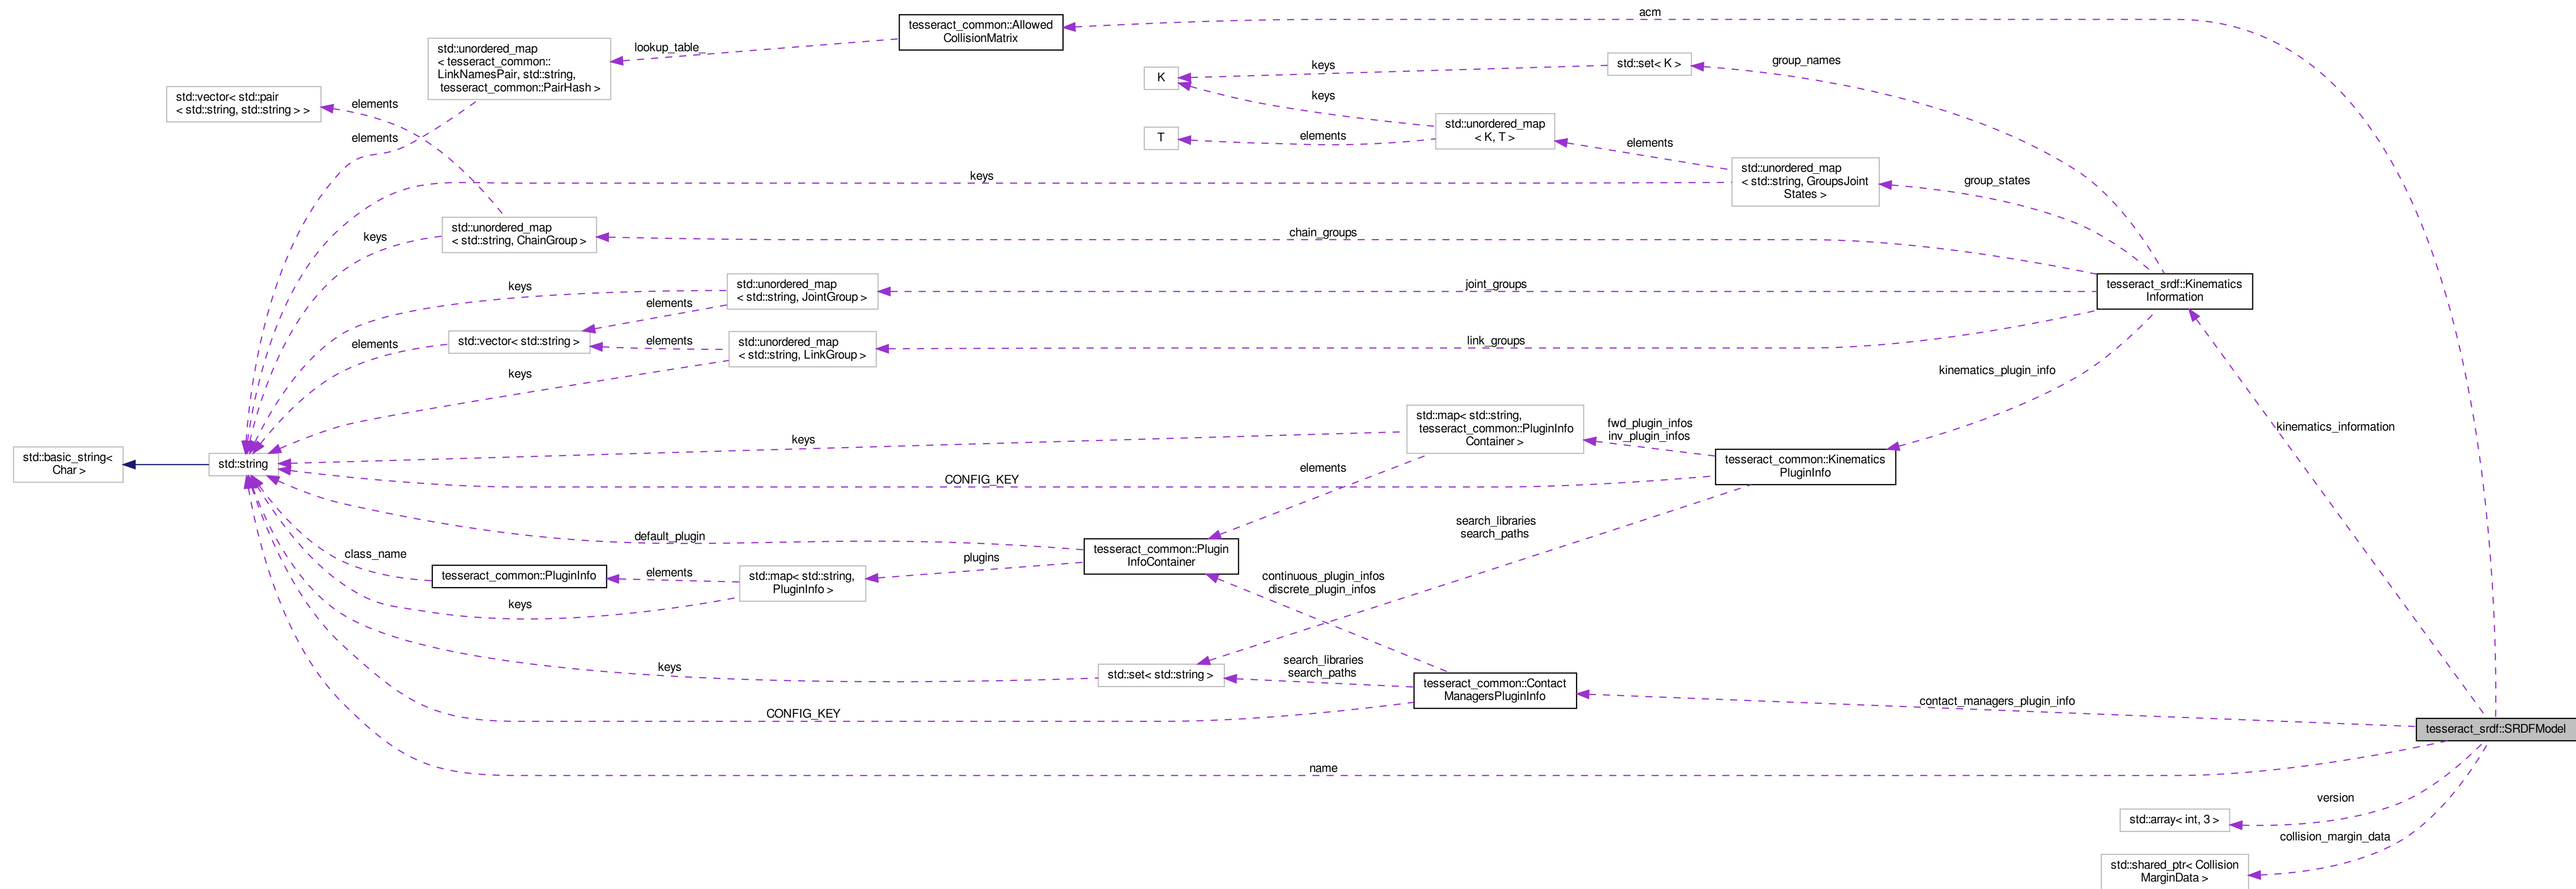 acm
tesseract_common::Allowed
CollisionMatrix
lookup_table_
std::unordered_map
< tesseract_common::
LinkNamesPair, std::string,
tesseract_common::PairHash >
group_names
std::set< K >
keys
K
keys
std::vector< std::pair
< std::string, std::string > >
elements
std::unordered_map
< K, T >
elements
T
elements
elements
std::unordered_map
< std::string, GroupsJoint
States >
group_states
keys
std::unordered_map
< std::string, ChainGroup >
keys
chain_groups
tesseract_srdf::Kinematics
Information
joint_groups
std::unordered_map
< std::string, JointGroup >
keys
elements
std::vector< std::string >
elements
link_groups
std::unordered_map
< std::string, LinkGroup >
elements
keys
kinematics_plugin_info
std::map< std::string,
tesseract_common::PluginInfo
Container >
fwd_plugin_infos
inv_plugin_infos
kinematics_information
keys
tesseract_common::Kinematics
PluginInfo
std::basic_string<
Char >
std::string
elements
CONFIG_KEY
search_libraries
search_paths
default_plugin
tesseract_common::Plugin
InfoContainer
class_name
tesseract_common::PluginInfo
elements
std::map< std::string,
PluginInfo >
plugins
continuous_plugin_infos
discrete_plugin_infos
keys
keys
std::set< std::string >
search_libraries
search_paths
tesseract_common::Contact
ManagersPluginInfo
contact_managers_plugin_info
CONFIG_KEY
tesseract_srdf::SRDFModel
name
version
std::array< int, 3 >
collision_margin_data
std::shared_ptr< Collision
MarginData >